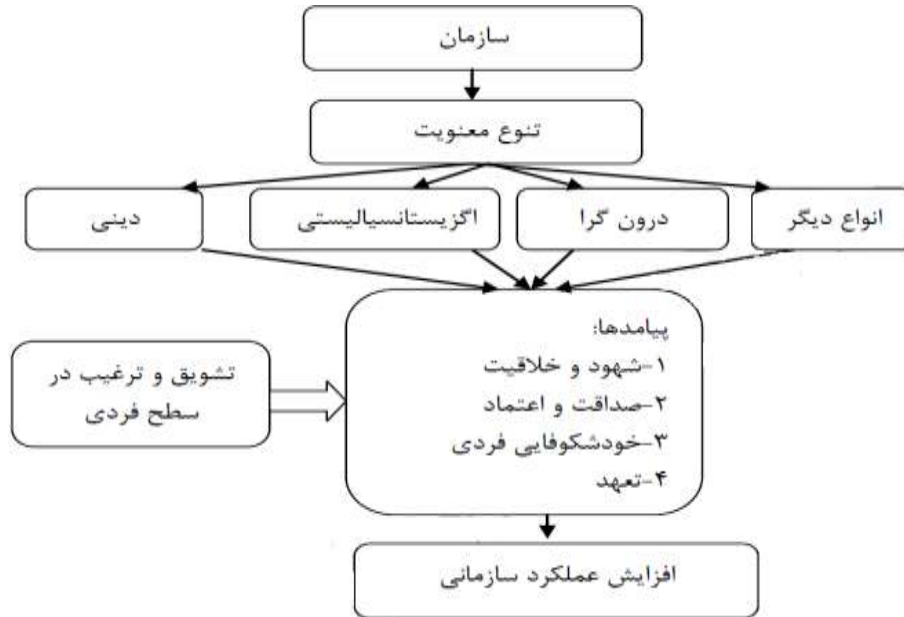 سازمان
تنوع معنویت
انواع دیگر
درون گرا
اگزیستانسیالیستی
دینی
پیامدها:
۱-شهود و خلاقیت
۲-صداقت و اعتماد
۳-خودشکوفایی فردی
۴-تعهد
تشویق و ترغیب در
سطح فردی
افزایش عملکرد سازمانی